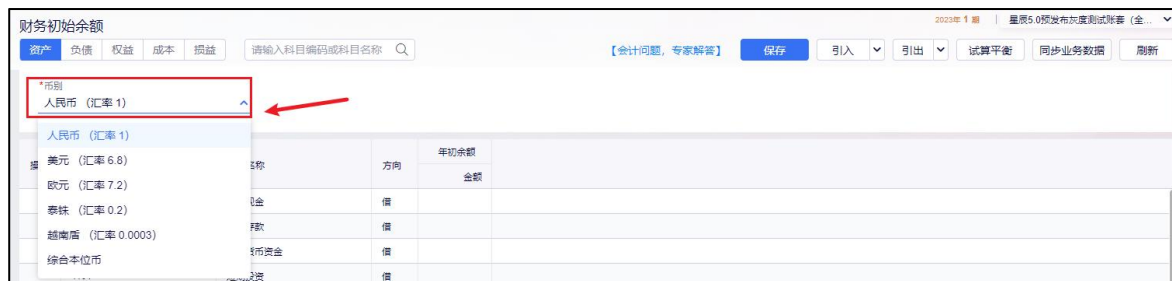 财务初始余额
2023年 1 期 星辰5.0预发布灰度测试账套（全...
资产 负债 权益 成本 损益 请输入科目编码或科目名称 【会计问题，专家解答】 保存 引入 引出 试算平衡 同步业务数据 刷新
*币别
人民币 （汇率 1）
人民币 （汇率 1）
美元 （汇率 6.8）
欧元 （汇率 7.2）
泰铢 （汇率 0.2）
越南盾 （汇率 0.0003）
综合本位币
名称 方向 年初余额
金额
现金 借
存款 借
货币资金 借
投资 借